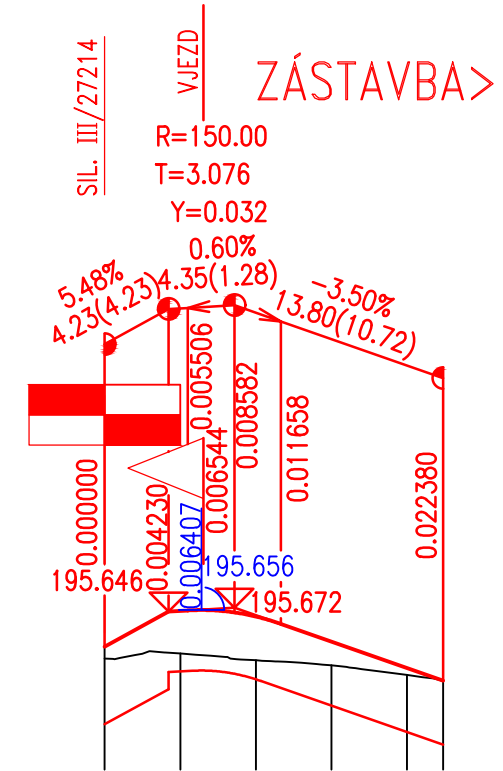 SIL. III/27214
VJEZD
ZÁSTAVBA>
R=150.00
T=3.076
Y=0.032
0.60%
5.48%
4.23(4.23)
4.35(1.28)
-3.50%
13.80(10.72)
0.000000
0.004230
0.005506
0.006544
0.006407
0.008582
0.011658
0.022380
195.646
195.656
195.672